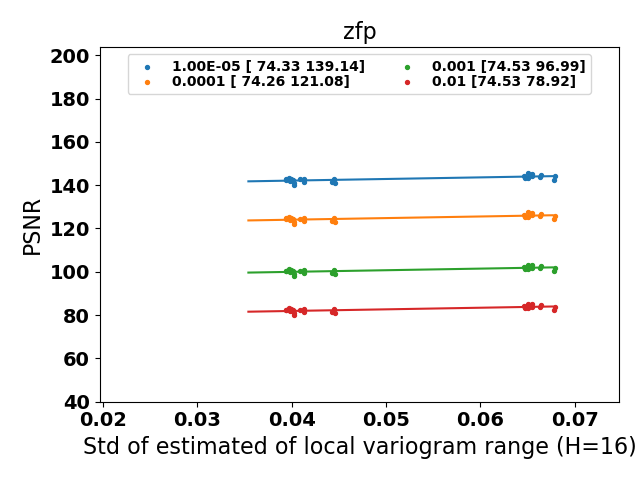 zfp
1.00E-05 [ 74.33 139.14]
0.0001 [ 74.26 121.08]
0.001 [74.53 96.99]
0.01 [74.53 78.92]
PSNR
200
180
160
140
120
100
80
60
40
0.02 0.03 0.04 0.05 0.06 0.07
Std of estimated of local variogram range (H=16)